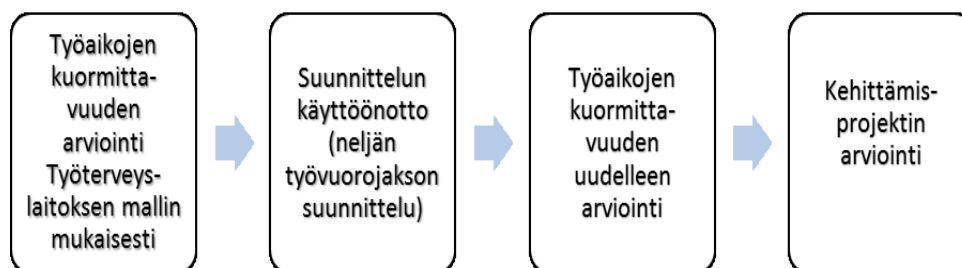 Työaikojen
kuormitta-
vuuden
arviointi
Työterveys-
laitoksen mallin
mukaisesti
Suunnittelun
käyttöönotto
(neljän
työvuorojakson
suunnittelu)
Työaikojen
kuormitta-
vuuden
uudelleen
arviointi
Kehittämis-
projektin
arviointi